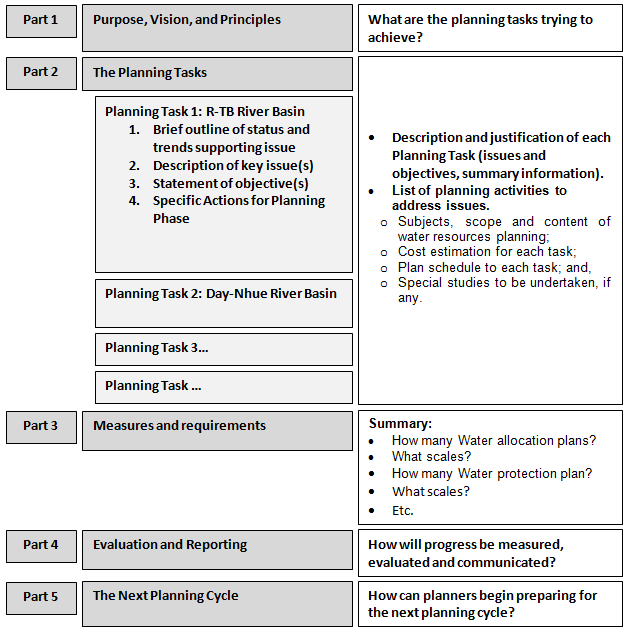 Part 1
Purpose, Vision, and Principles
What are the planning tasks trying to
achieve?
Part 2
The Planning Tasks
Planning Task 1: R-TB River Basin
1. Brief outline of status and
trends supporting issue
2. Description of key issue(s)
3. Statement of objective(s)
4. Specific Actions for Planning
Phase
Planning Task 2: Day-Nhue River Basin
Planning Task 3...
Planning Task ...
• Description and justification of each
Planning Task (issues and
objectives, summary information).
• List of planning activities to
address issues.
o Subjects, scope and content of
water resources planning;
o Cost estimation for each task;
o Plan schedule to each task; and,
o Special studies to be undertaken, if
any.
Part 3
Measures and requirements
Summary:
• How many Water allocation plans?
• What scales?
• How many Water protection plan?
• What scales?
• Etc.
Part 4
Evaluation and Reporting
How will progress be measured,
evaluated and communicated?
Part 5
The Next Planning Cycle
How can planners begin preparing for
the next planning cycle?